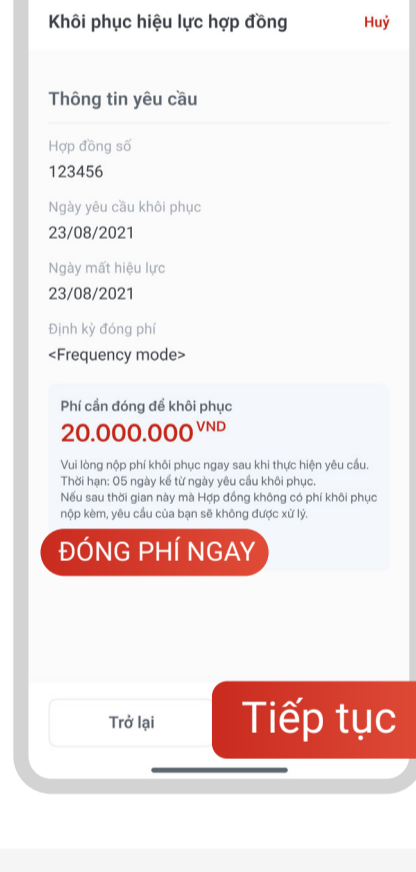 Khôi phục hiệu lực hợp đồng
Huỷ
Thông tin yêu cầu
Hợp đồng số
123456
Ngày yêu cầu khôi phục
23/08/2021
Ngày mất hiệu lực
23/08/2021
Định kỳ đóng phí
<Frequency mode>
Phí cần đóng để khôi phục
20.000.000 VND
Vui lòng nộp phí khôi phục ngay sau khi thực hiện yêu cầu.
Thời hạn: 05 ngày kể từ ngày yêu cầu khôi phục.
Nếu sau thời gian này mà Hợp đồng không có phí khôi phục
nộp kèm, yêu cầu của bạn sẽ không được xử lý.
ĐÓNG PHÍ NGAY
Trở lại
Tiếp tục